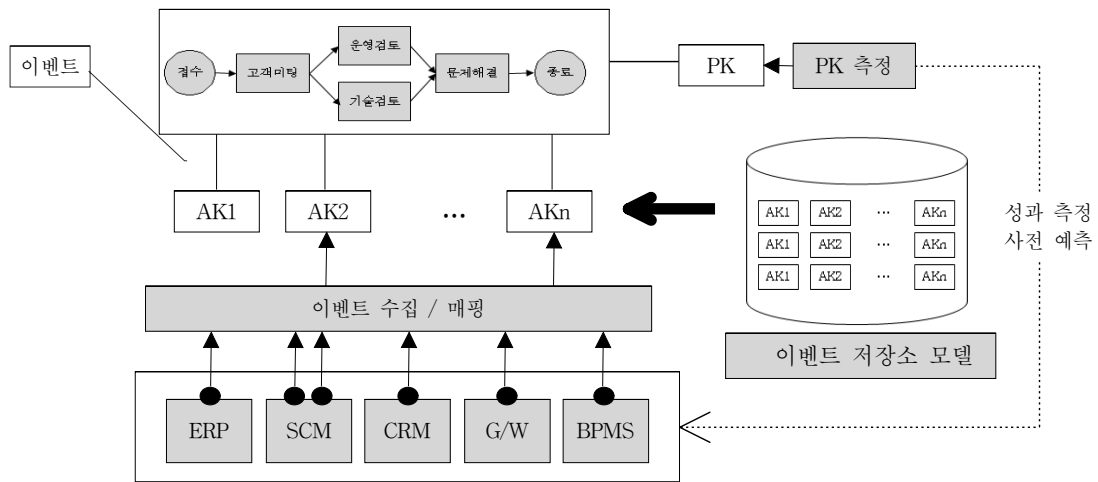 운영검토
접수
고객미팅
문제해결
종료
기술검토
이벤트
PK
PK 측정
AK1
AK2
...
AKn
AK1 AK2 ... AKn
AK1 AK2 ... AKn
AK1 AK2 ... AKn
성과 측정
사전 예측
이벤트 수집 / 매핑
이벤트 저장소 모델
ERP
SCM
CRM
G/W
BPMS